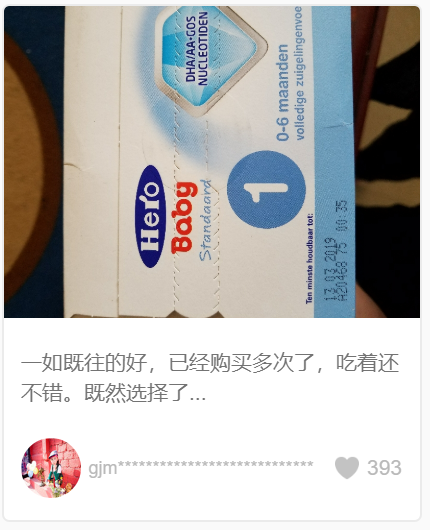 DHA/AA·GOS
NUCLEOTIDEN
Hero
Baby
Standaard
1
0-6 maanden
volledige zuigelingenvoe
Ten minste houdbaar tot:
13 03 2019
A20468 75 00:35
一如既往的好，已经购买多次了，吃着还
不错。既然选择了...
gjm****************************
393